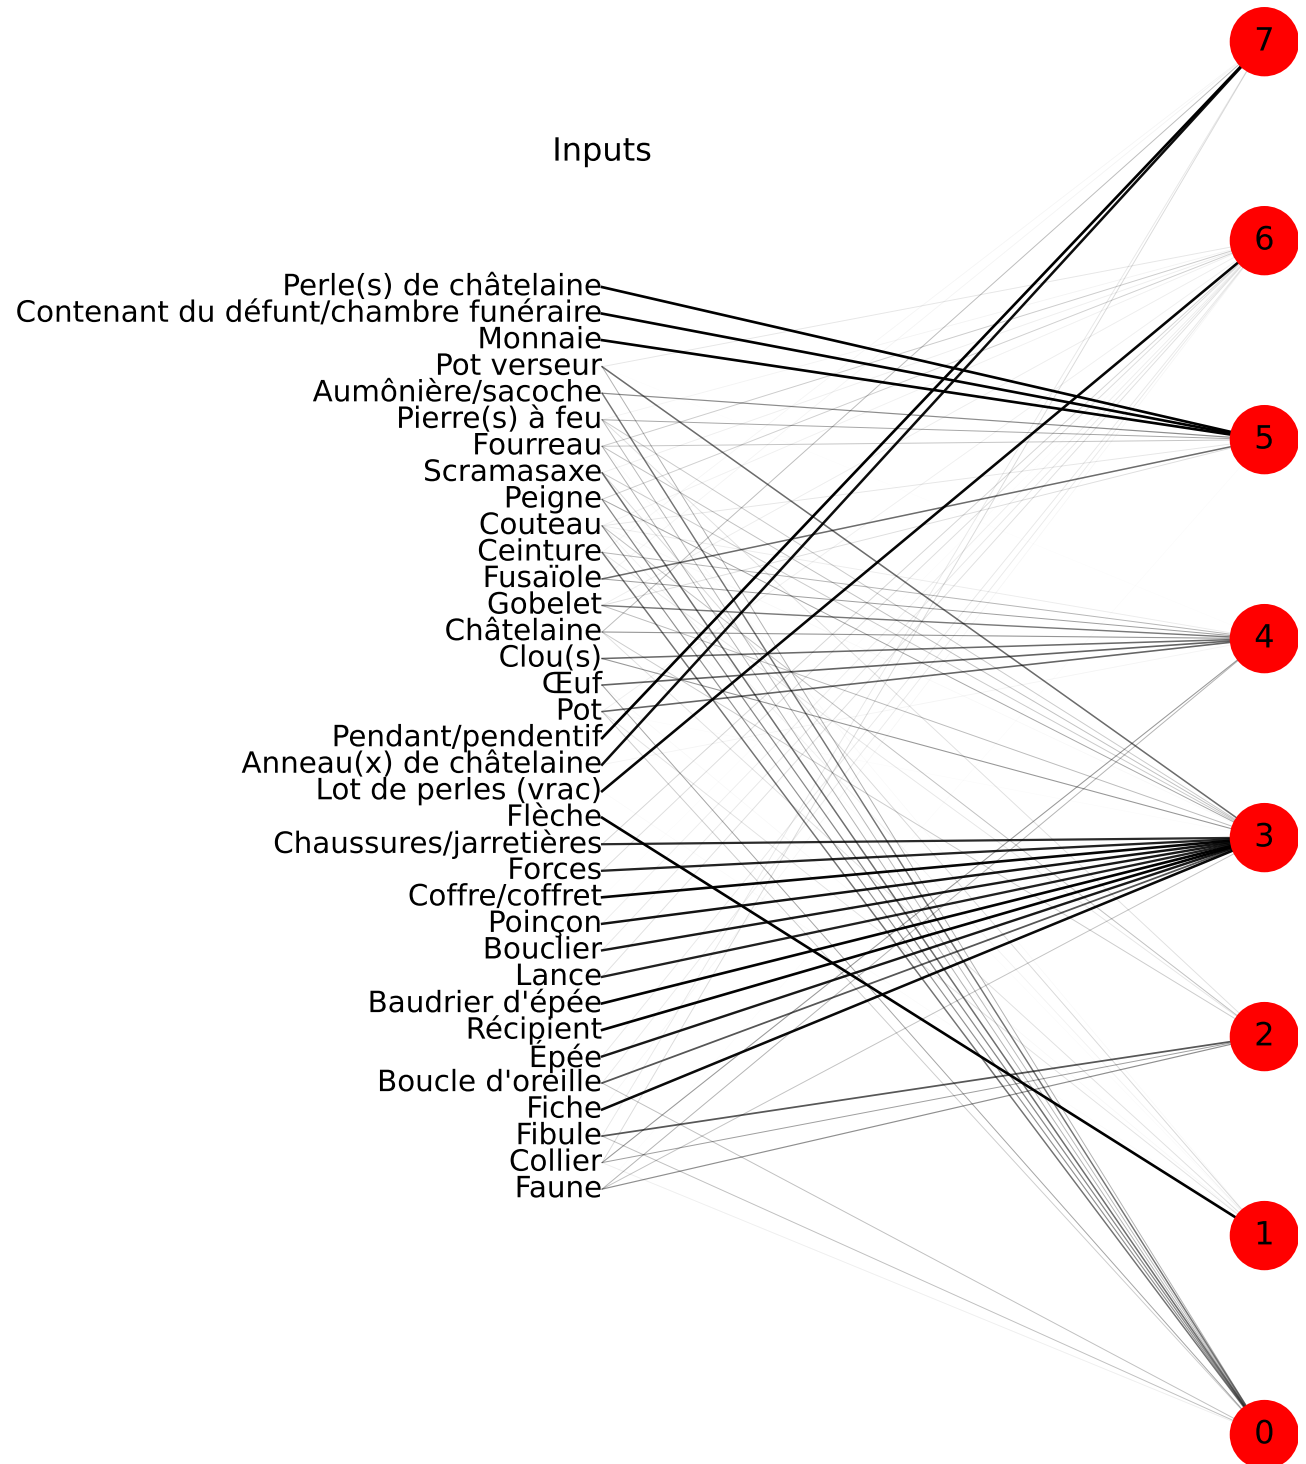 7
Inputs
6
Perle(s) de châtelaine
Contenant du défunt/chambre funéraire
Monnaie
Pot verseur
Aumônière/sacoche
Pierre(s) à feu
5
Fourreau
Scramasaxe
Peigne
Couteau
Ceinture
Fusaïole
Gobelet
Châtelaine
4
Clou(s)
Œuf
Pot
Pendant/pendentif
Anneau(x) de châtelaine
Lot de perles (vrac)
Flèche
3
Chaussures/jarretières
Forces
Coffre/coffret
Poinçon
Bouclier
Lance
Baudrier d'épée
Récipient
2
Épée
Boucle d'oreille
Fiche
Fibule
Collier
Faune
1
0